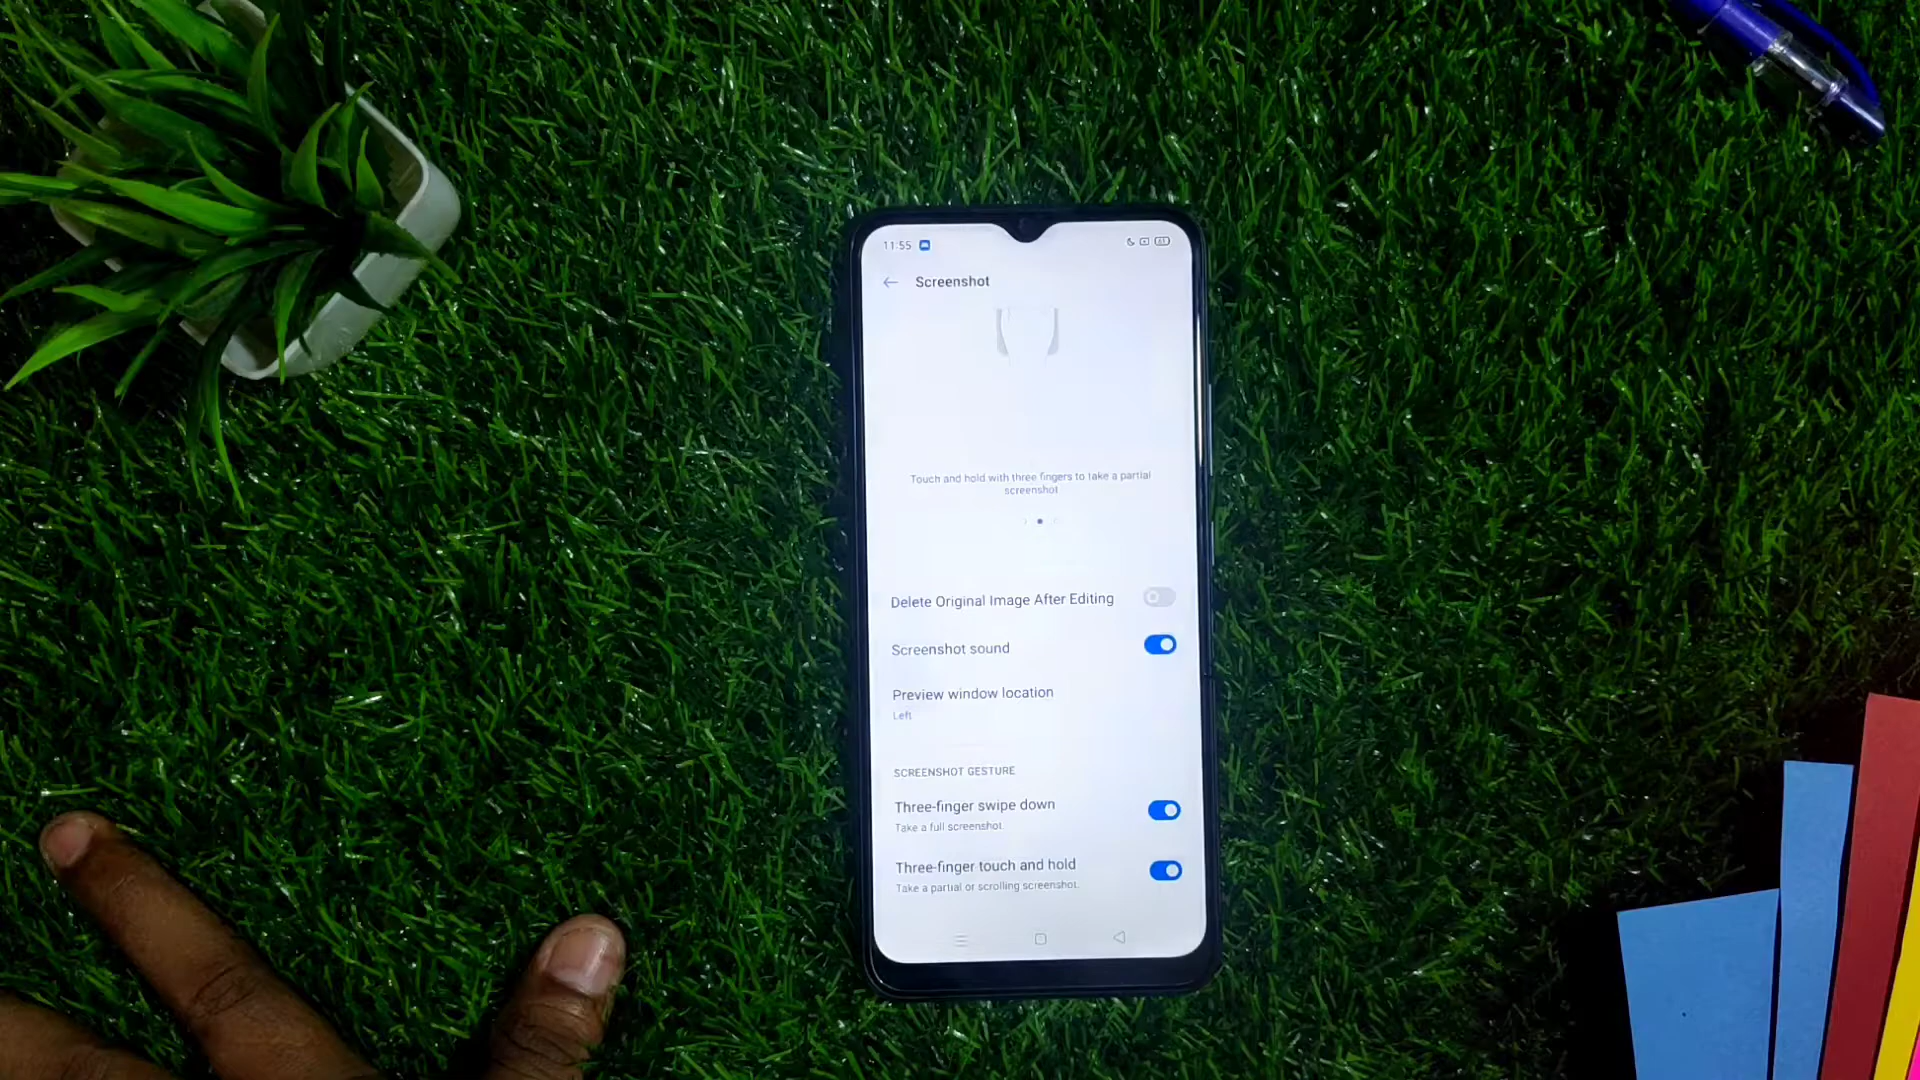 11:55
Screenshot
Touch and hold with three fingers to take a partial
screenshot
Delete Original Image After Editing
Screenshot sound
Preview window location
Left
SCREENSHOT GESTURE
Three-finger swipe down
Take a full screenshot.
Three-finger touch and hold
Take a partial or scrolling screenshot.